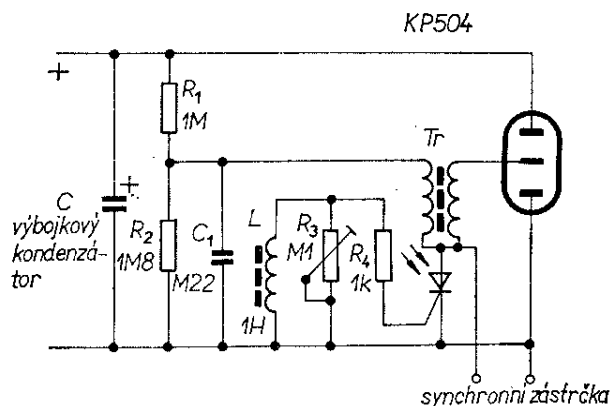 KP504
+
R1
1M
Tr
C
+
výbojkový
kondenzá-
tor
R2
1M8
C1
M22
L
1H
R3
M1
R4
1k
synchronní zástrčka